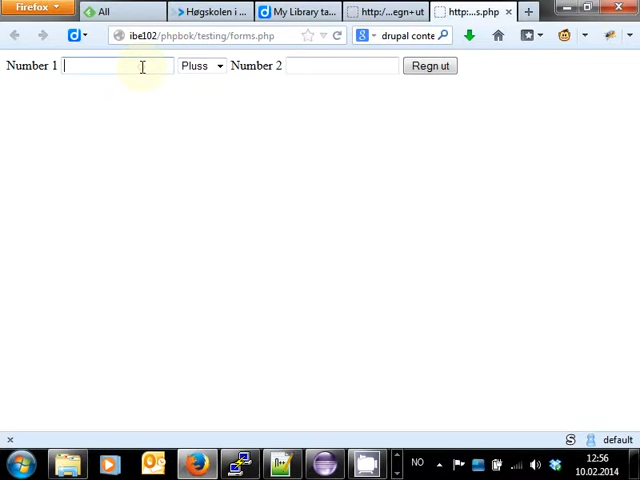 Firefox
All
Høgskolen i ...
My Library ta...
http:/...egn+ut
http:...s.php
ibe102/phpbok/testing/forms.php
drupal conte
Number 1 Pluss Number 2 Regn ut
default
NO 12:56
10.02.2014